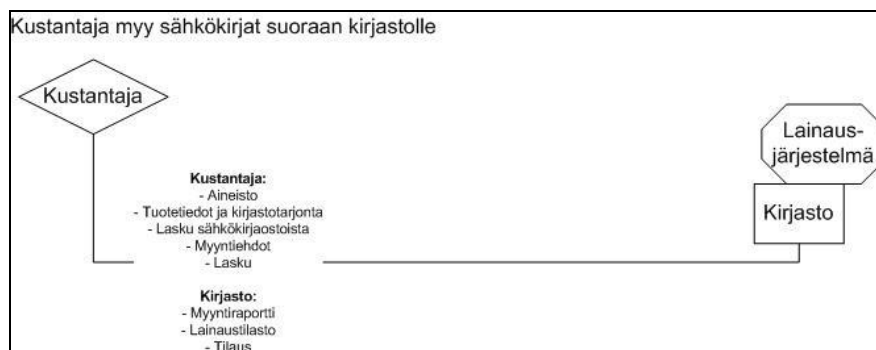 Kustantaja myy sähkökirjat suoraan kirjastolle
Kustantaja
Lainaus-
järjestelmä
Kirjasto
Kustantaja:
- Aineisto
- Tuotetiedot ja kirjastotarjonta
- Lasku sähkökirjaostoista
- Myyntiehdot
- Lasku
Kirjasto:
- Myyntiraportti
- Lainaustilasto
- Tilaus